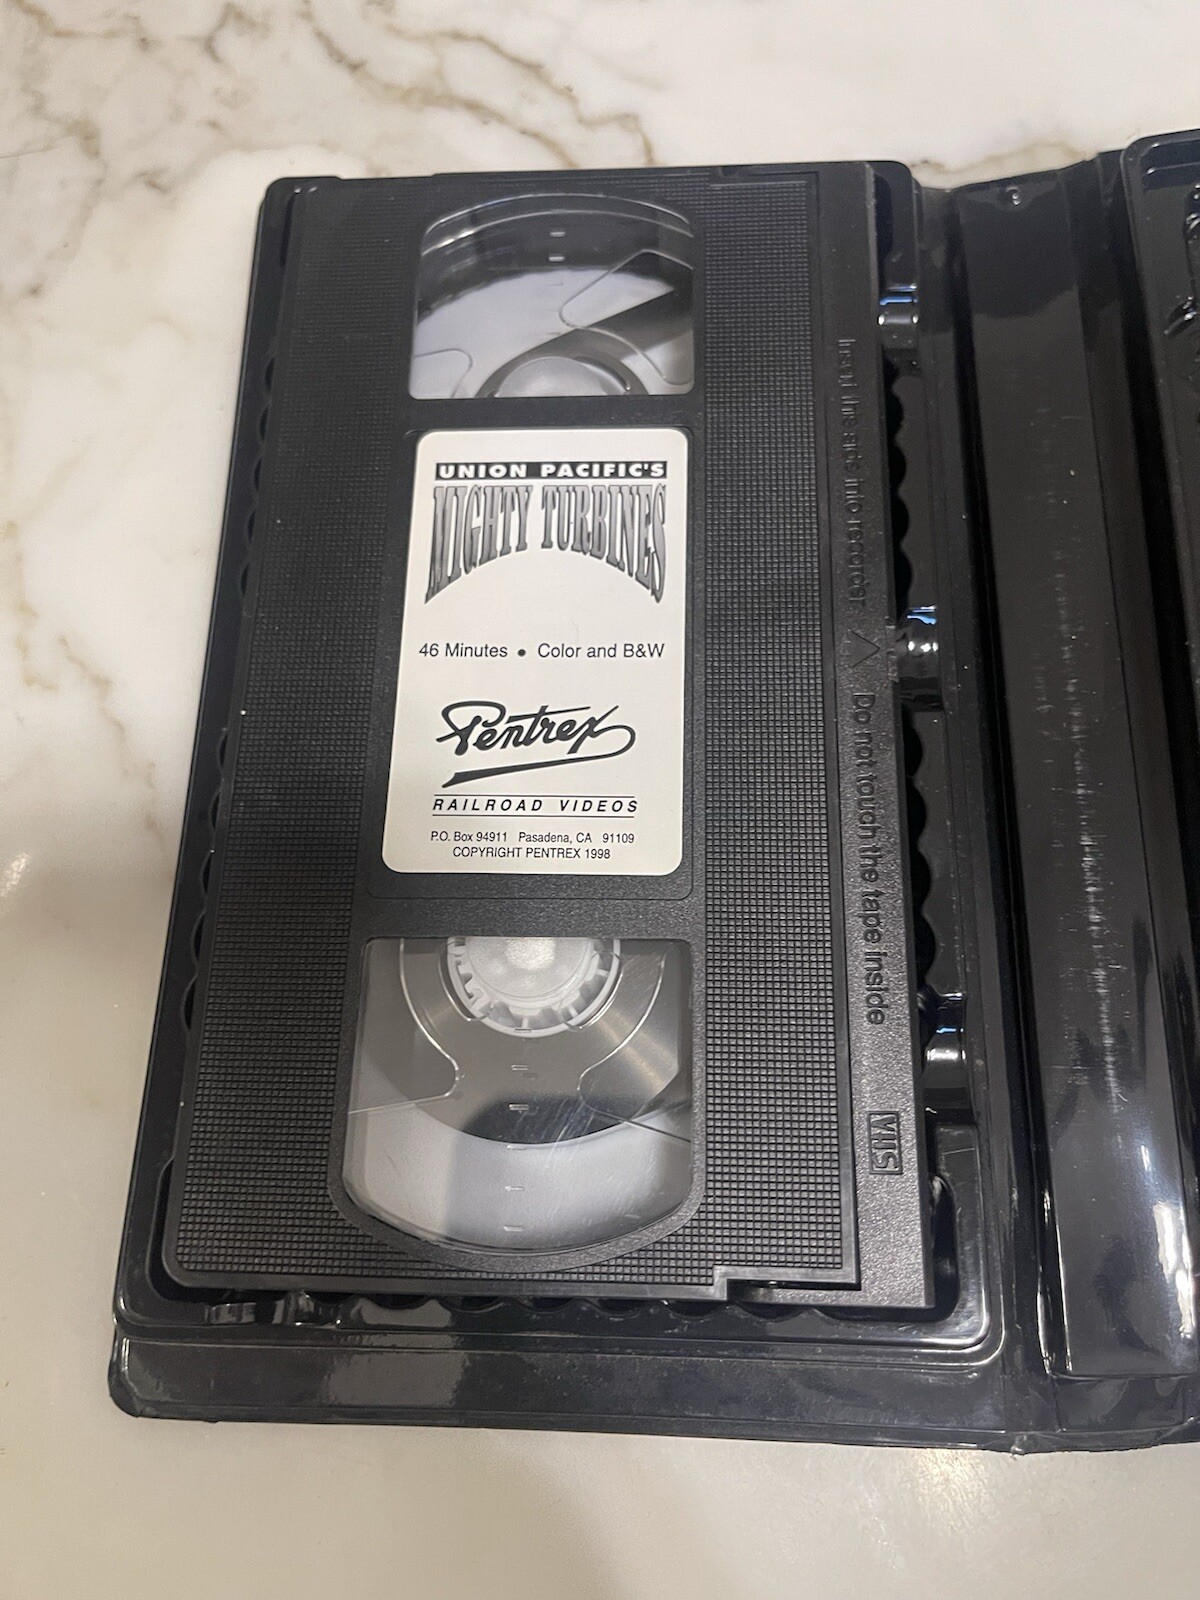 UNION PACIFIC'S
MIGHTY TURBINES
46 Minutes • Color and B&W
Pentrex
RAILROAD VIDEOS
P.O. Box 94911 Pasadena, CA 91109
COPYRIGHT PENTREX 1998
Insert this side into recorder △ Do not touch the tape inside
VHS